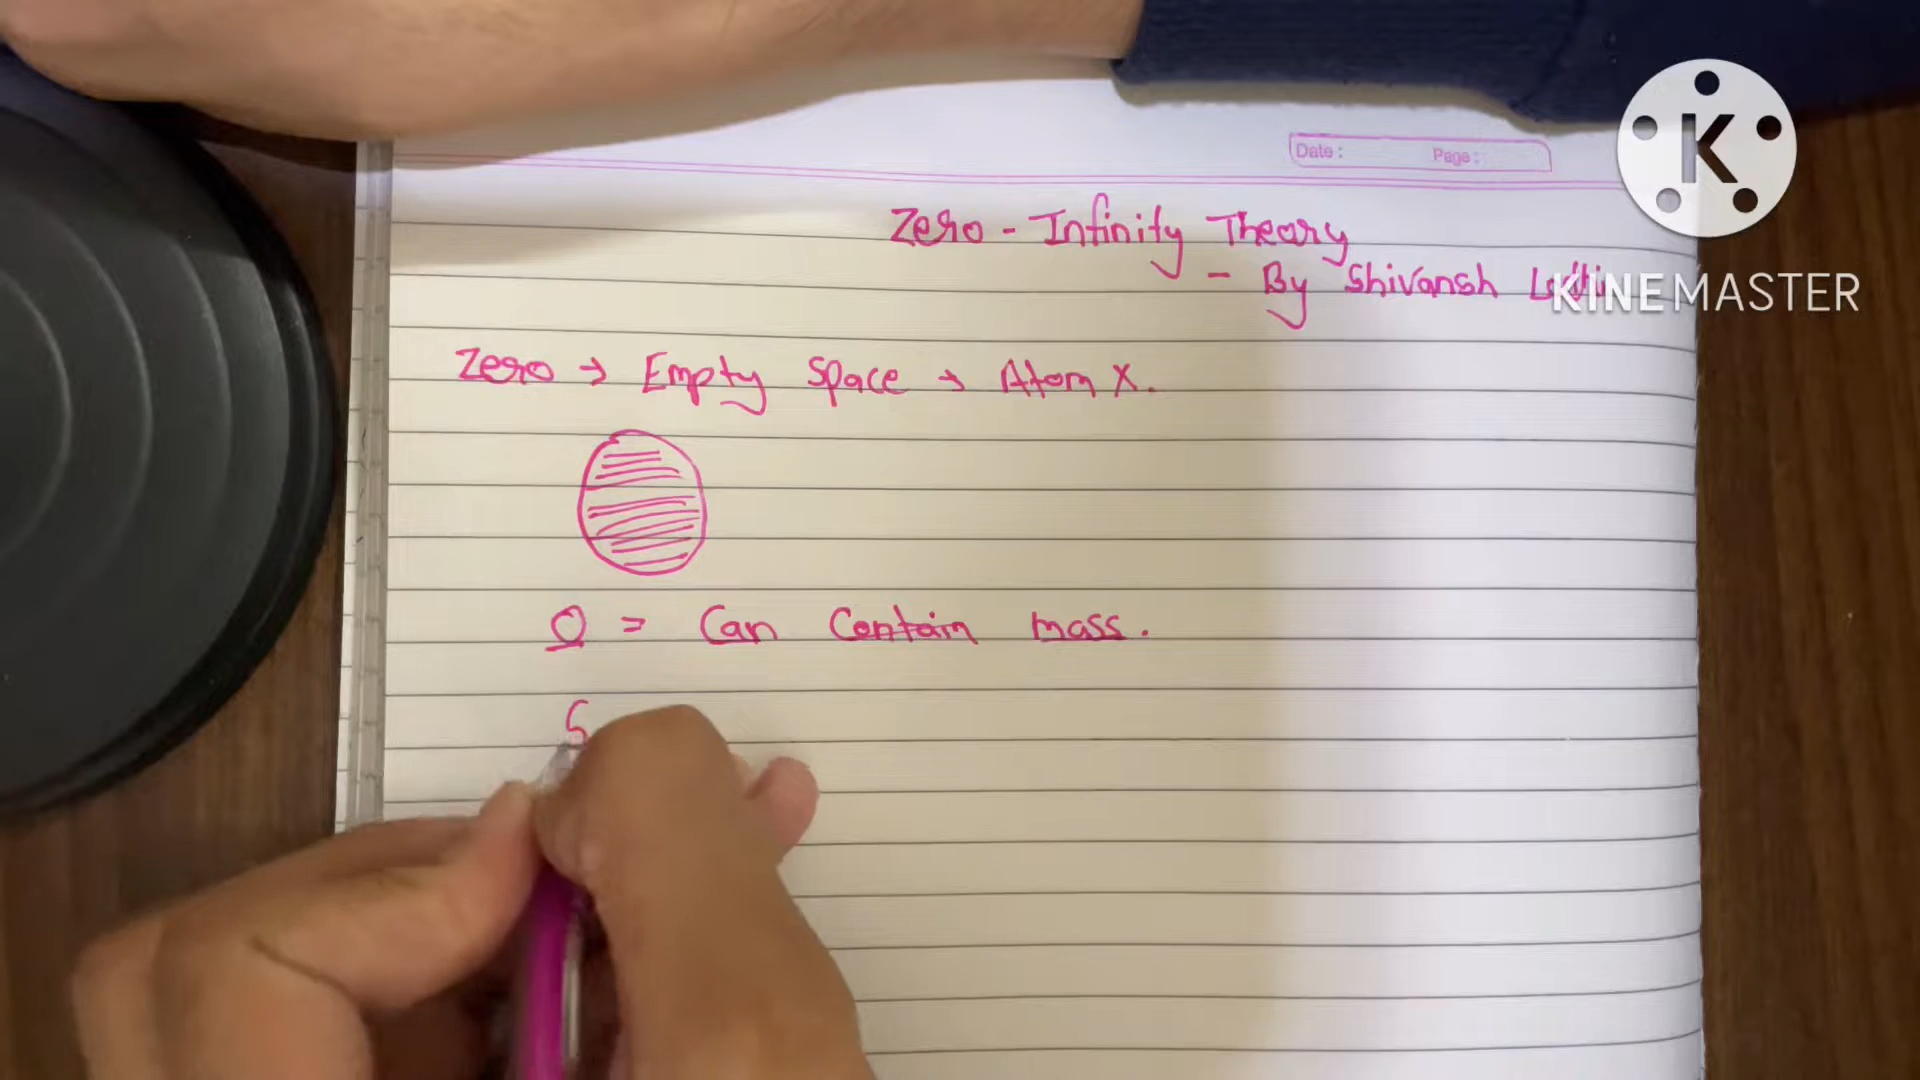 Date : Page :
Zero - Infinity Theory
- By Shivansh
KINEMASTER
Zero → Empty Space → Atom X.
0 = Can Contain mass.